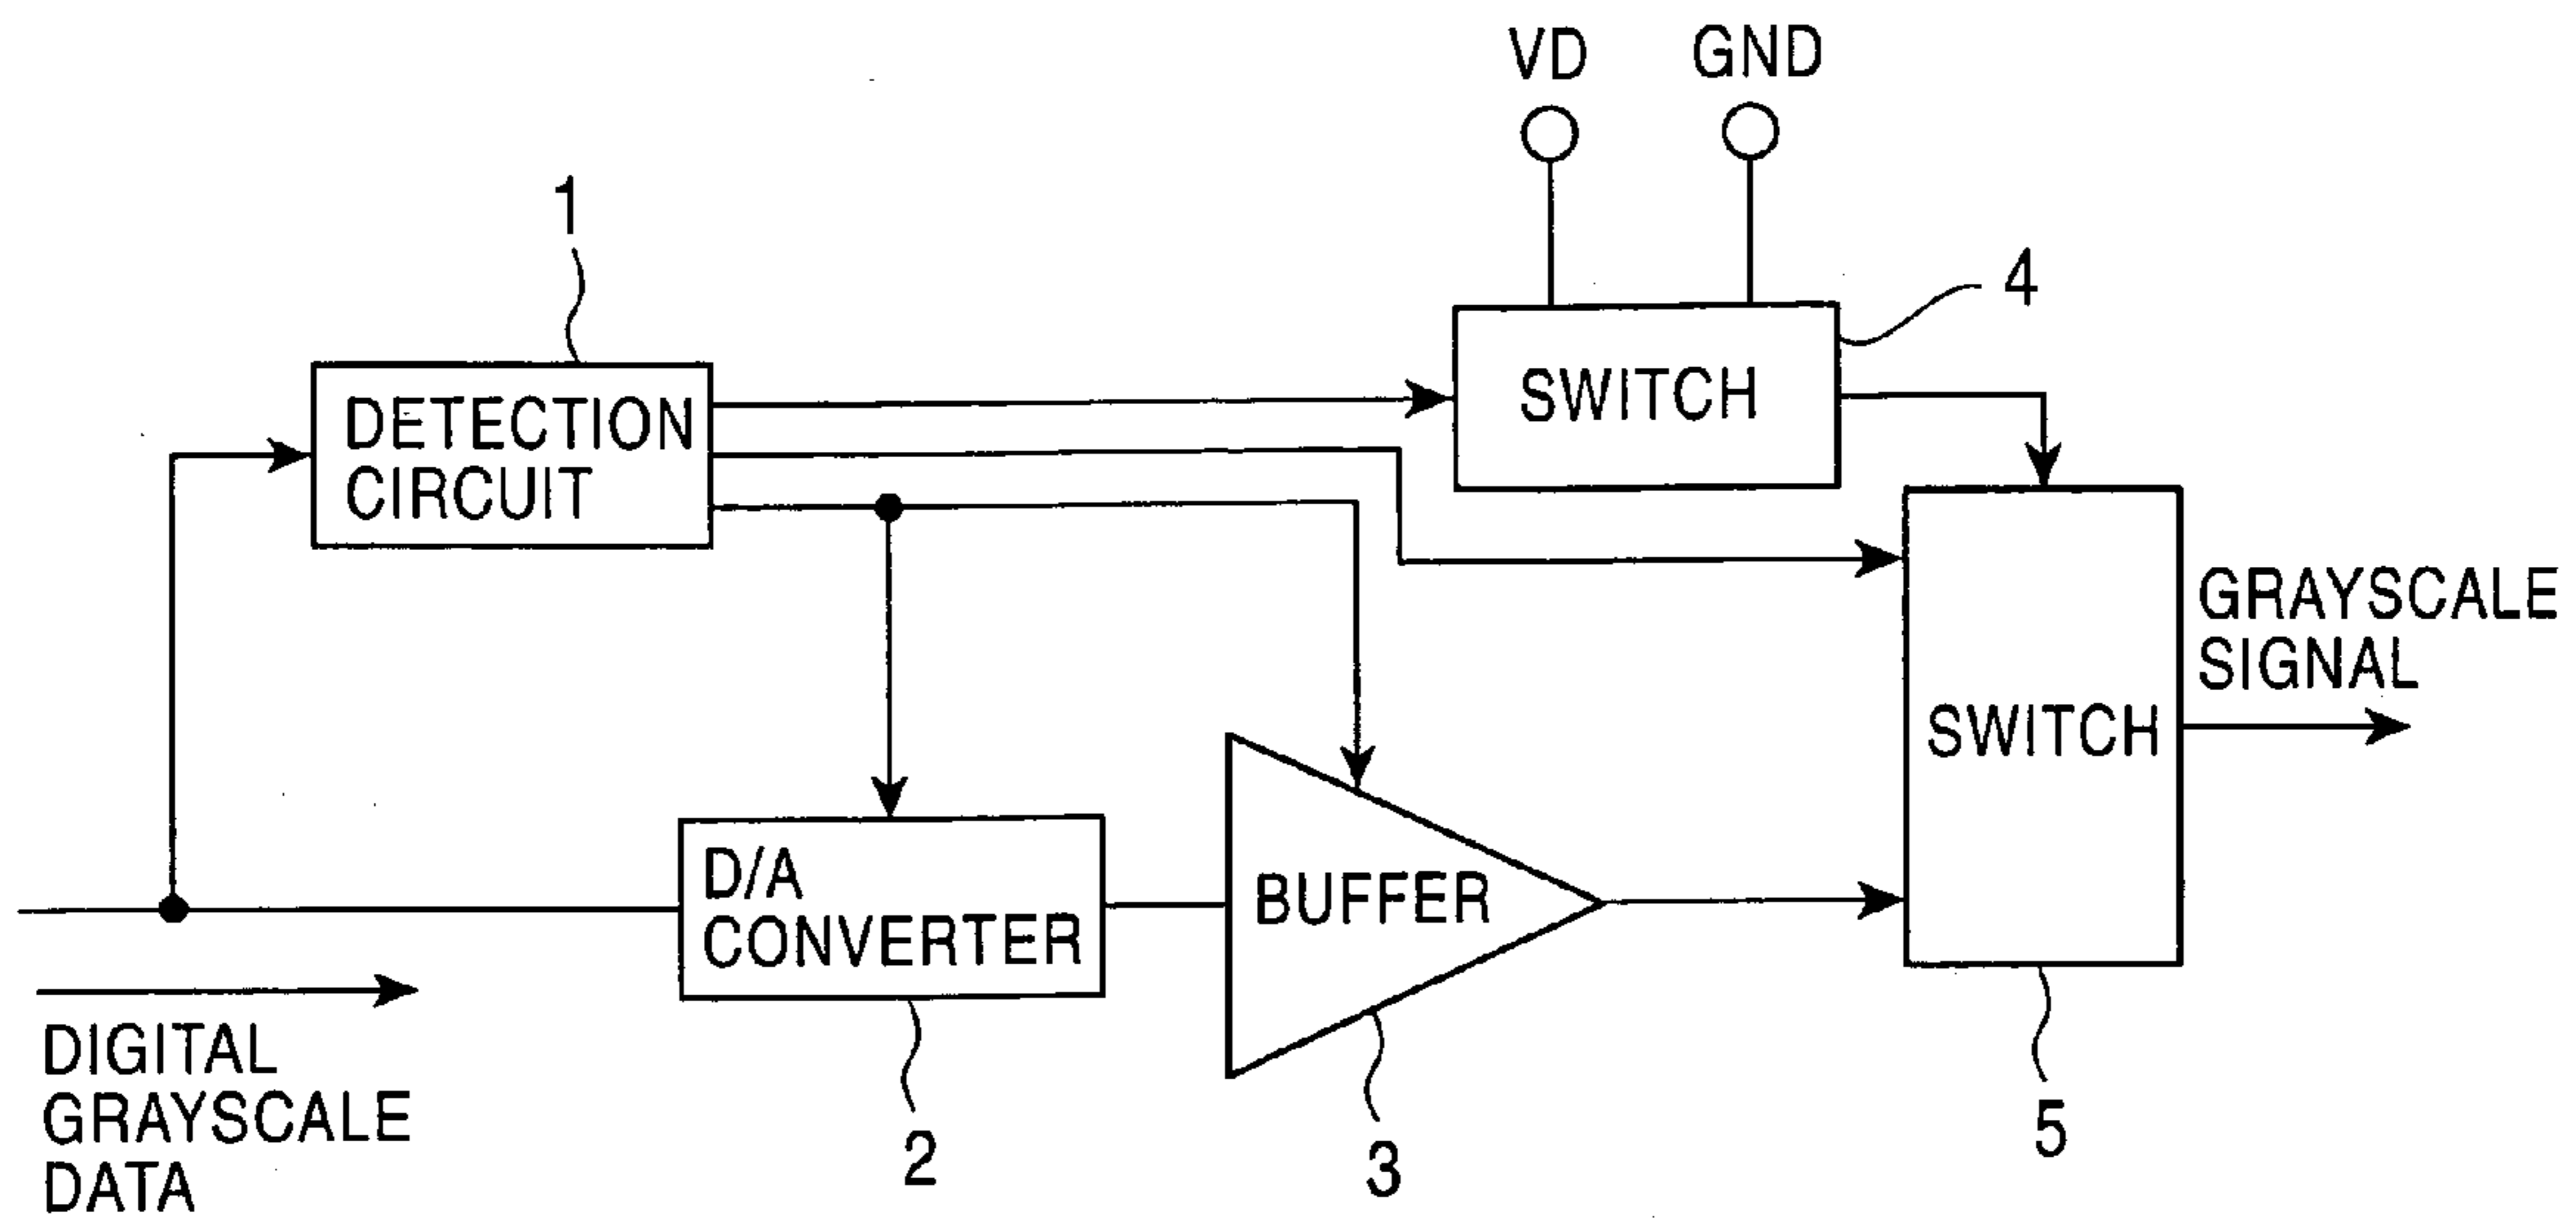 VD
GND
1
4
DETECTION
CIRCUIT
SWITCH
GRAYSCALE
SIGNAL
SWITCH
D/A
CONVERTER
BUFFER
DIGITAL
GRAYSCALE
DATA
2
3
5